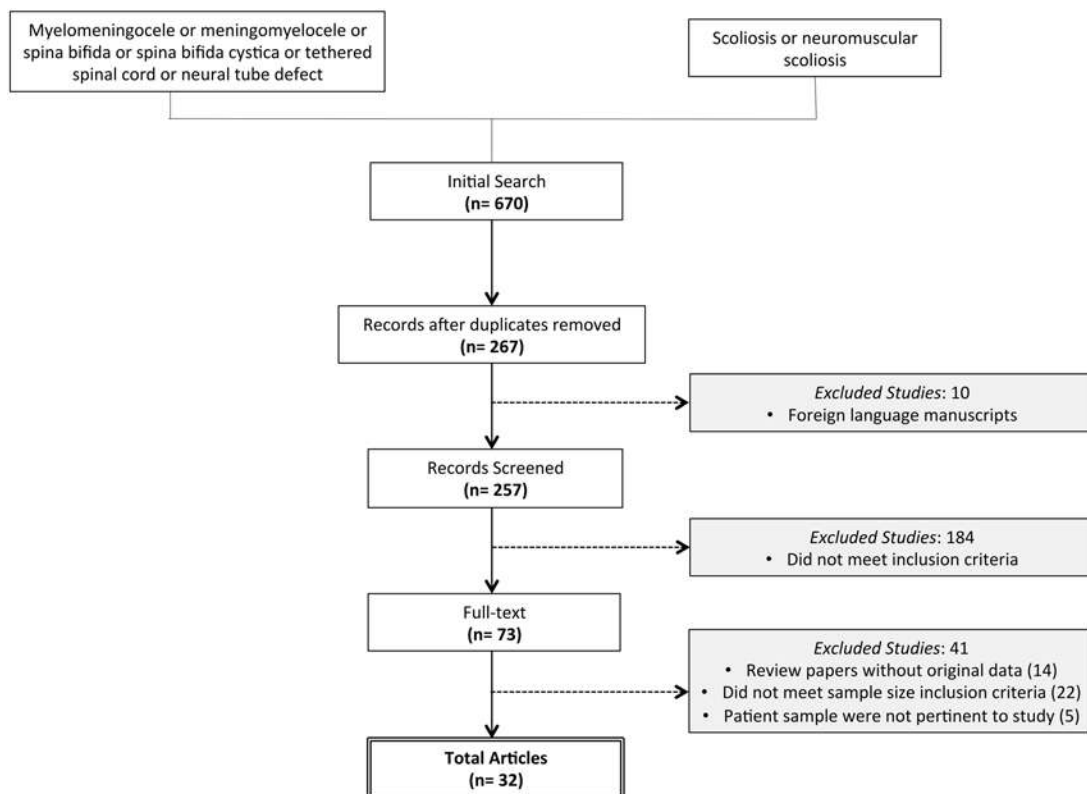 Myelomeningocele or meningomyelocele or
spina bifida or spina bifida cystica or tethered
spinal cord or neural tube defect
Scoliosis or neuromuscular
scoliosis
Initial Search
(n= 670)
Records after duplicates removed
(n= 267)
Excluded Studies: 10
• Foreign language manuscripts
Records Screened
(n= 257)
Excluded Studies: 184
• Did not meet inclusion criteria
Full-text
(n= 73)
Excluded Studies: 41
• Review papers without original data (14)
• Did not meet sample size inclusion criteria (22)
• Patient sample were not pertinent to study (5)
Total Articles
(n= 32)